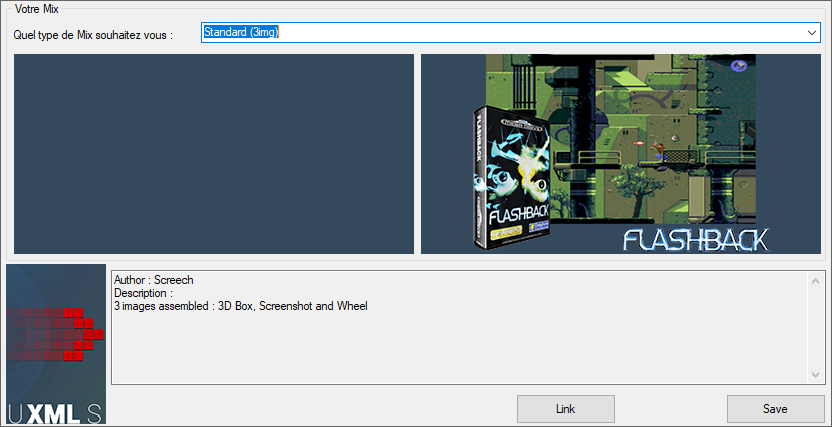 Votre Mix
Quel type de Mix souhaitez vous :
Standard (3img)
FLASHBACK
FLASHBACK
FLASHBACK
Author : Screech
Description :
3 images assembled : 3D Box, Screenshot and Wheel
U XML S
Link
Save